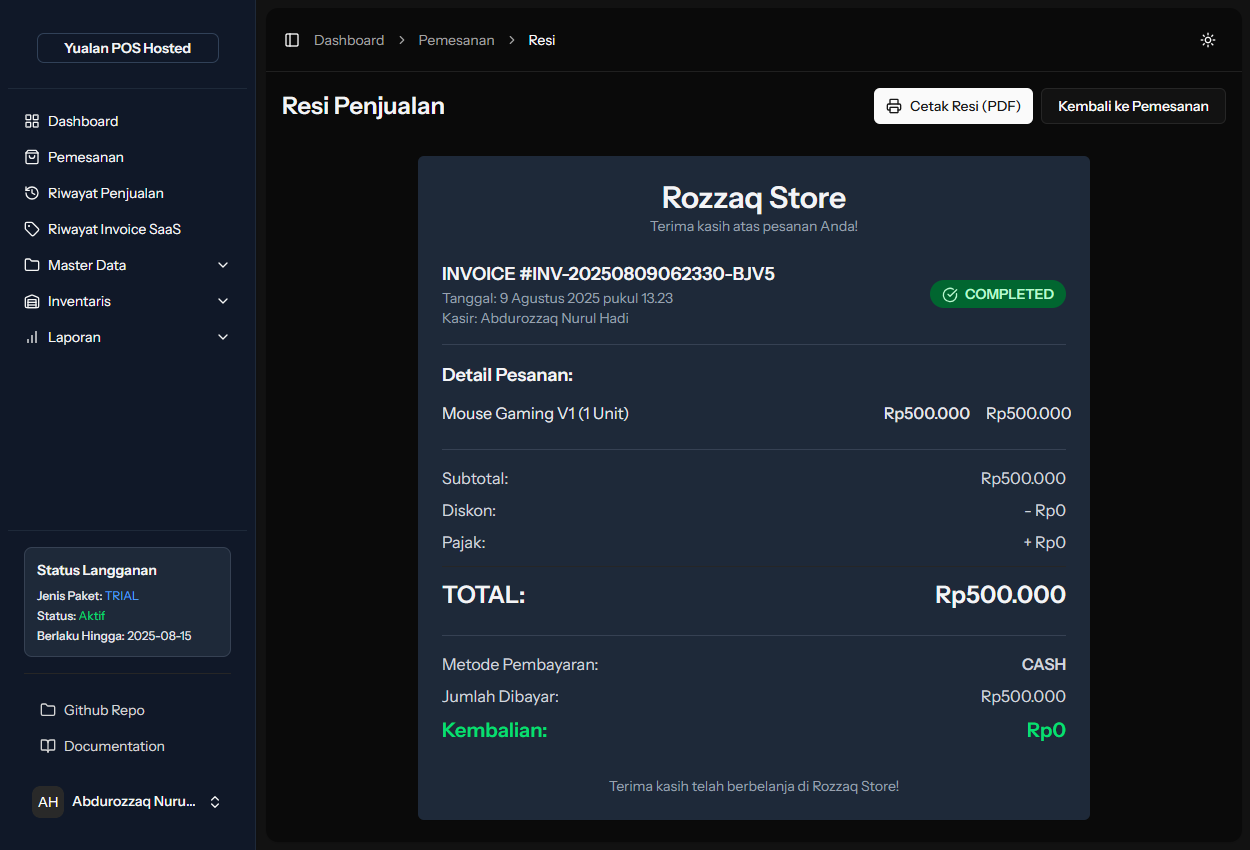 Yualan POS Hosted
Dashboard
Pemesanan
Riwayat Penjualan
Riwayat Invoice SaaS
Master Data
Inventaris
Laporan
Status Langganan
Jenis Paket: TRIAL
Status: Aktif
Berlaku Hingga: 2025-08-15
Github Repo
Documentation
AH Abdurozzaq Nuru...
Dashboard > Pemesanan > Resi
Resi Penjualan
Cetak Resi (PDF)
Kembali ke Pemesanan
Rozzaq Store
Terima kasih atas pesanan Anda!
INVOICE #INV-20250809062330-BJV5
Tanggal: 9 Agustus 2025 pukul 13.23
Kasir: Abdurozzaq Nurul Hadi
COMPLETED
Detail Pesanan:
Mouse Gaming V1 (1 Unit) Rp500.000 Rp500.000
Subtotal: Rp500.000
Diskon: - Rp0
Pajak: + Rp0
TOTAL: Rp500.000
Metode Pembayaran: CASH
Jumlah Dibayar: Rp500.000
Kembalian: Rp0
Terima kasih telah berbelanja di Rozzaq Store!